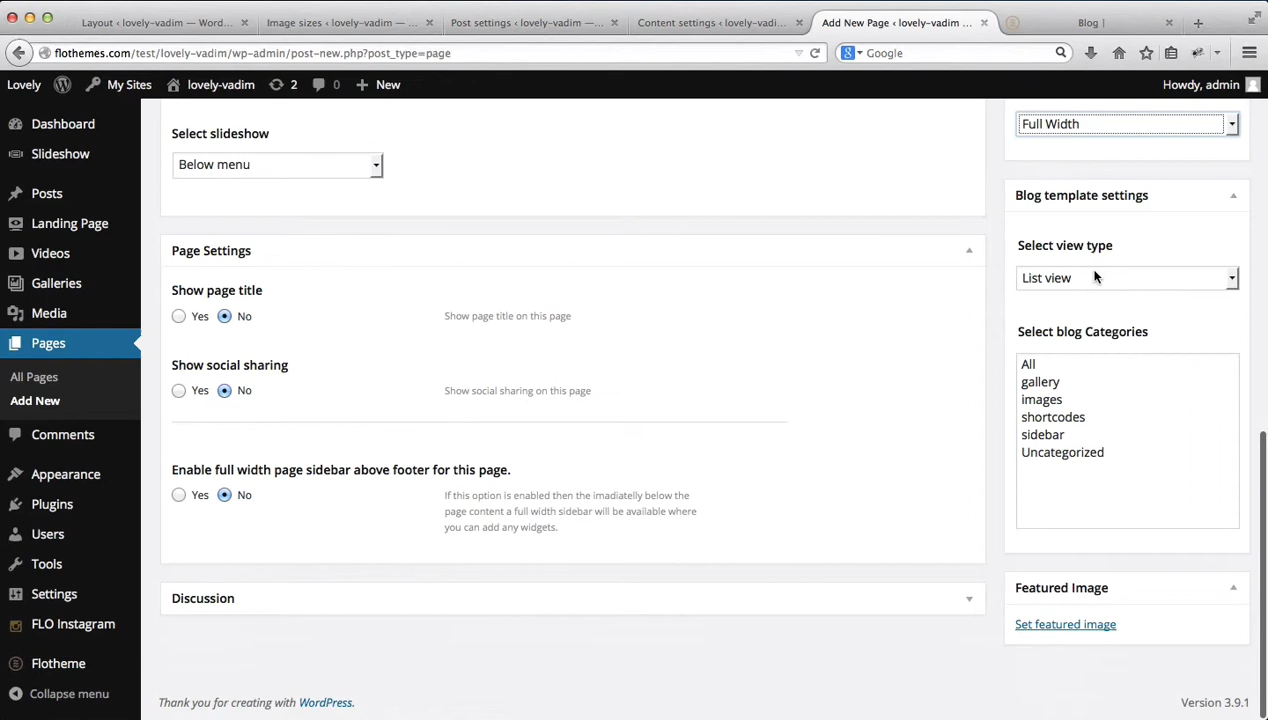 Layout ‹ lovely-vadim — Word...
Image sizes ‹ lovely-vadim — ...
Post settings ‹ lovely-vadim —...
Content settings ‹ lovely-vadi...
Add New Page ‹ lovely-vadim ...
Blog |
flothemes.com/test/lovely-vadim/wp-admin/post-new.php?post_type=page
Google
Lovely
My Sites
lovely-vadim
2
0
New
Howdy, admin
Dashboard
Slideshow
Posts
Landing Page
Videos
Galleries
Media
Pages
All Pages
Add New
Comments
Appearance
Plugins
Users
Tools
Settings
FLO Instagram
Flotheme
Collapse menu
Select slideshow
Below menu
Page Settings
Show page title
Yes No
Show page title on this page
Show social sharing
Yes No
Show social sharing on this page
Enable full width page sidebar above footer for this page.
Yes No
If this option is enabled then the imadiatelly below the
page content a full width sidebar will be available where
you can add any widgets.
Discussion
Full Width
Blog template settings
Select view type
List view
Select blog Categories
All
gallery
images
shortcodes
sidebar
Uncategorized
Featured Image
Set featured image
Thank you for creating with WordPress.
Version 3.9.1